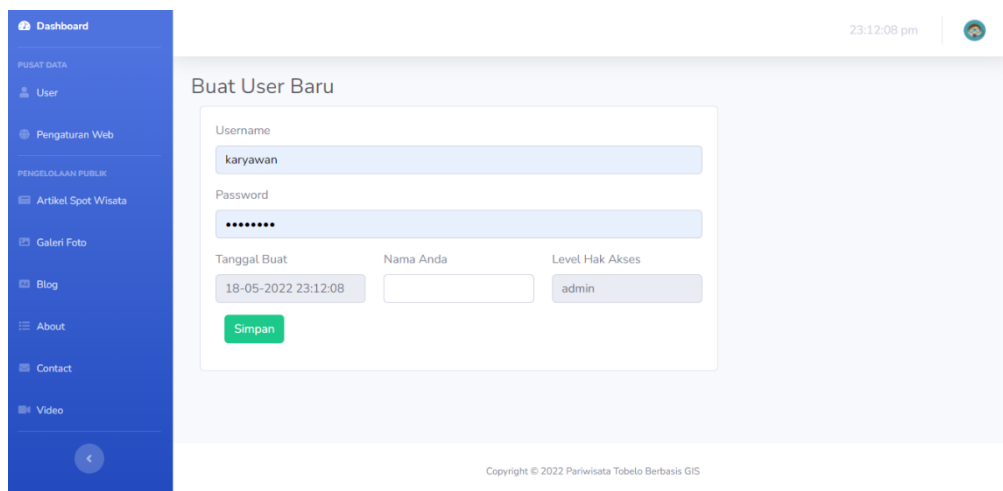 Dashboard
PUSAT DATA
User
Pengaturan Web
PENGELOLAAN PUBLIK
Artikel Spot Wisata
Galeri Foto
Blog
About
Contact
Video
23:12:08 pm
Buat User Baru
Username
karyawan
Password
••••••••
Tanggal Buat
18-05-2022 23:12:08
Nama Anda
Level Hak Akses
admin
Simpan
Copyright © 2022 Pariwisata Tobelo Berbasis GIS